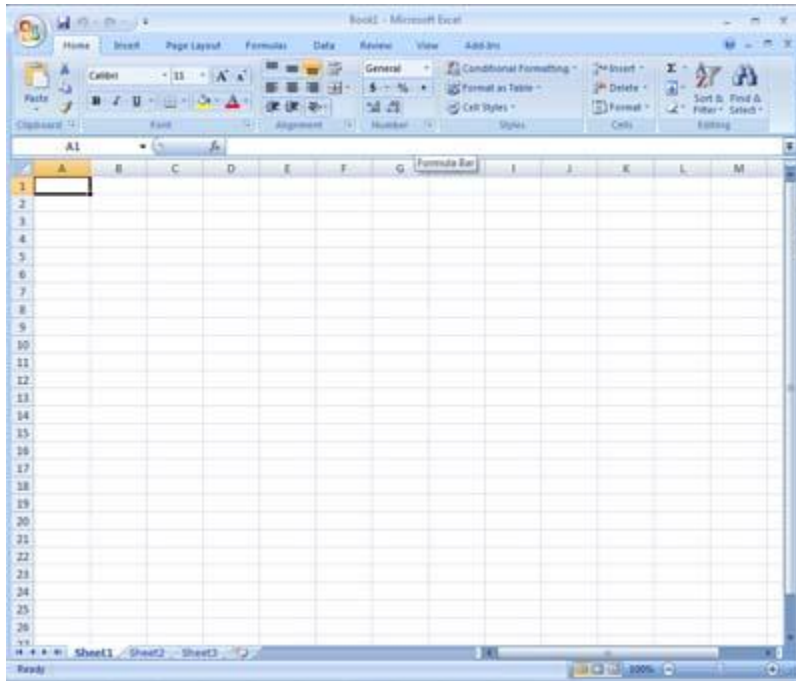 Book1 - Microsoft Excel
Home Insert Page Layout Formulas Data Review View Add-Ins
Calibri 11 A A General Conditional Formatting Insert Σ
Paste B I U A $ % , Format as Table Delete Sort & Filter Find & Select
Cell Styles Format
Clipboard Font Alignment Number Styles Cells Editing
A1 fx
Formula Bar
A B C D E F G I J K L M
1
2
3
4
5
6
7
8
9
10
11
12
13
14
15
16
17
18
19
20
21
22
23
24
25
26
Sheet1 Sheet2 Sheet3
Ready 100%